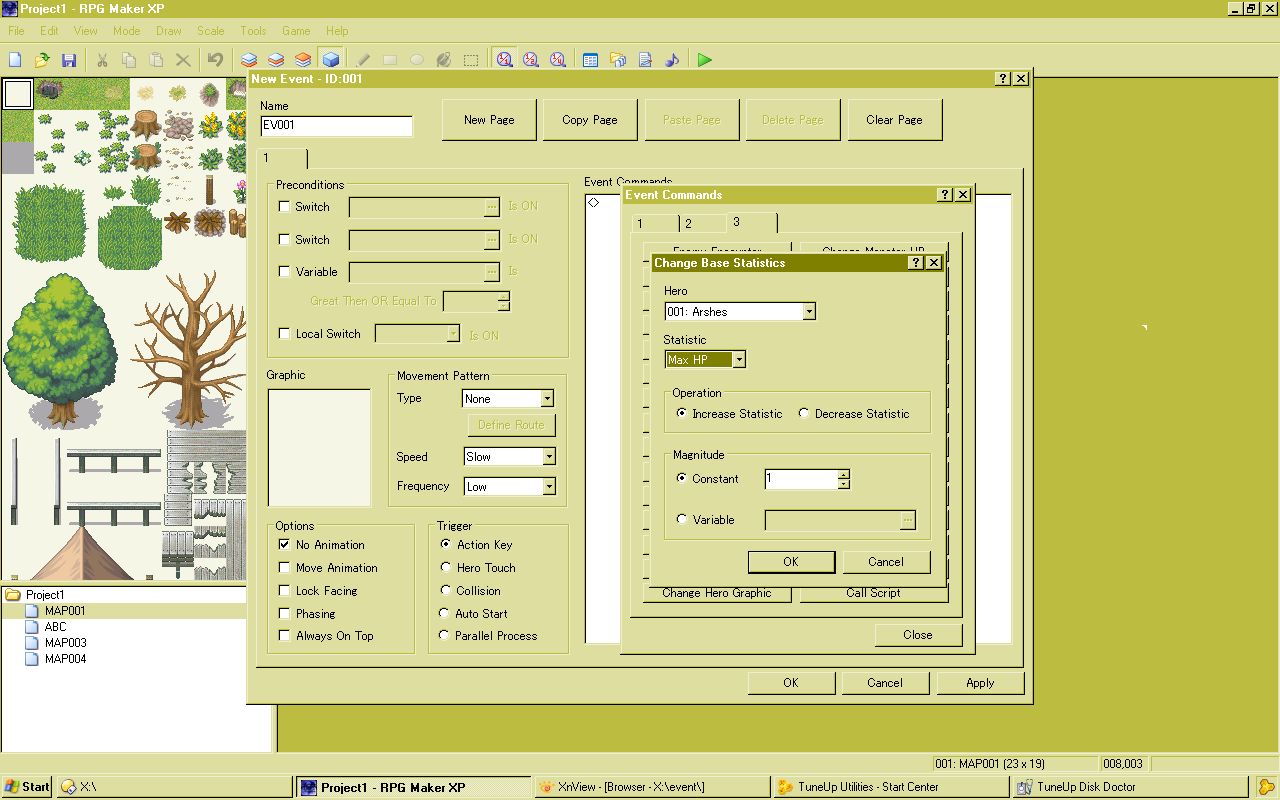 Project1 - RPG Maker XP
File Edit View Mode Draw Scale Tools Game Help
New Event - ID:001
Name
EV001
New Page
Copy Page
Paste Page
Delete Page
Clear Page
1
Preconditions
Switch ... Is ON
Switch ... Is ON
Variable ... Is
Great Then OR Equal To
Local Switch Is ON
Graphic
Movement Pattern
Type None
Define Route
Speed Slow
Frequency Low
Options
No Animation
Move Animation
Lock Facing
Phasing
Always On Top
Trigger
Action Key
Hero Touch
Collision
Auto Start
Parallel Process
Event Commands
Event Commands
1 2 3
Enemy Encounter
Change Monster HP
Change Base Statistics
Hero
001: Arshes
Statistic
Max HP
Operation
Increase Statistic
Decrease Statistic
Magnitude
Constant 1
Variable ...
OK
Cancel
Change Hero Graphic
Call Script
Close
OK
Cancel
Apply
Project1
MAP001
ABC
MAP003
MAP004
001: MAP001 (23 x 19)
008,003
Start
X:\
Project1 - RPG Maker XP
XnView - [Browser - X:\event\]
TuneUp Utilities - Start Center
TuneUp Disk Doctor